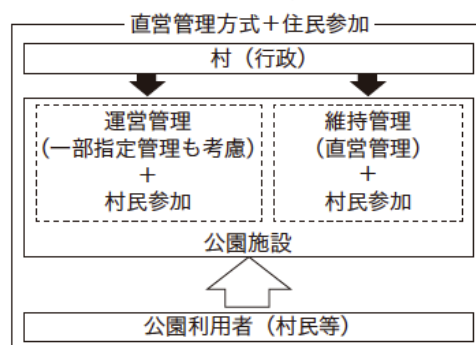 直営管理方式＋住民参加
村（行政）
運営管理
(一部指定管理も考慮)
＋
村民参加
維持管理
(直営管理)
＋
村民参加
公園施設
公園利用者（村民等）